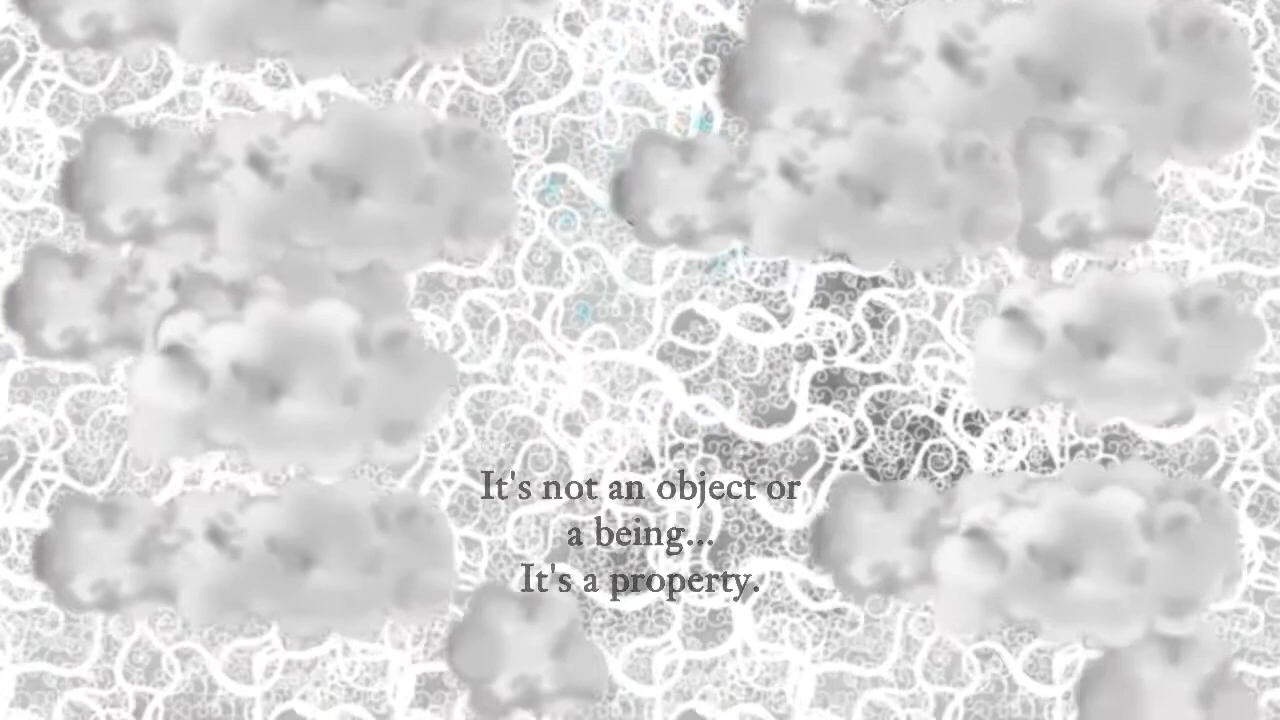 It's not an object or
a being...
It's a property.